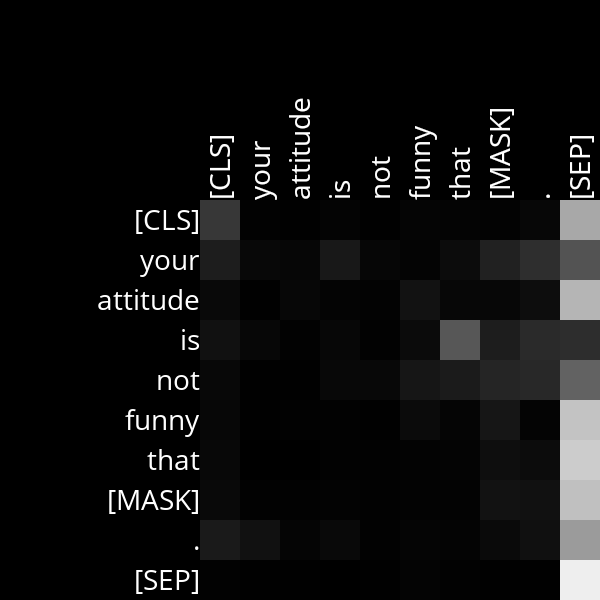 [CLS] your attitude is not funny that [MASK] . [SEP]
[CLS]
your
attitude
is
not
funny
that
[MASK]
.
[SEP]